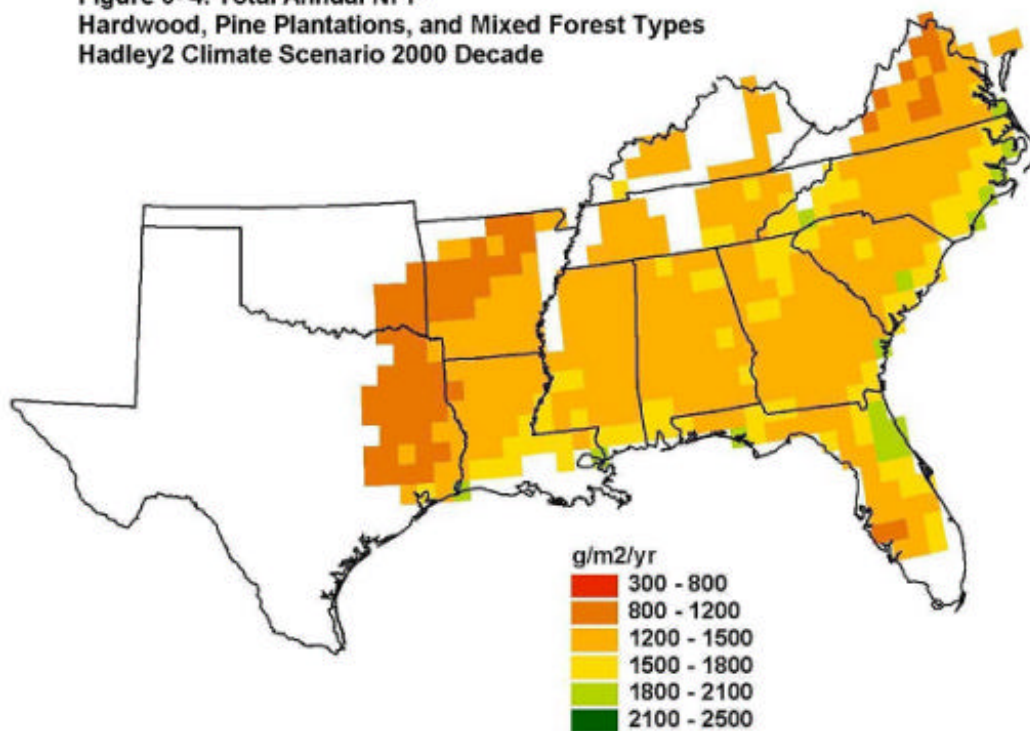 Hardwood, Pine Plantations, and Mixed Forest Types
Hadley2 Climate Scenario 2000 Decade
g/m2/yr
300 - 800
800 - 1200
1200 - 1500
1500 - 1800
1800 - 2100
2100 - 2500